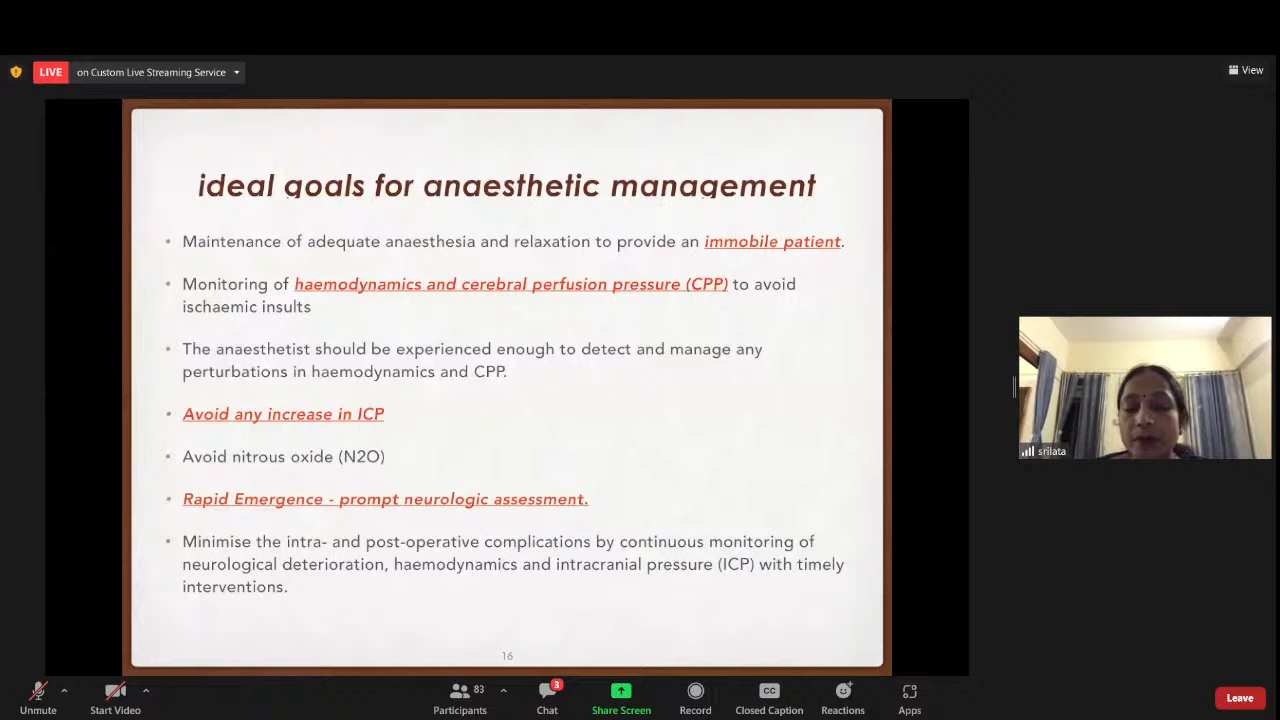 LIVE on Custom Live Streaming Service
View
ideal goals for anaesthetic management
• Maintenance of adequate anaesthesia and relaxation to provide an immobile patient.
• Monitoring of haemodynamics and cerebral perfusion pressure (CPP) to avoid
ischaemic insults
• The anaesthetist should be experienced enough to detect and manage any
perturbations in haemodynamics and CPP.
• Avoid any increase in ICP
• Avoid nitrous oxide (N2O)
• Rapid Emergence - prompt neurologic assessment.
• Minimise the intra- and post-operative complications by continuous monitoring of
neurological deterioration, haemodynamics and intracranial pressure (ICP) with timely
interventions.
16
srilata
83
3
Unmute
Start Video
Participants
Chat
Share Screen
Record
CC
Closed Caption
Reactions
Apps
Leave